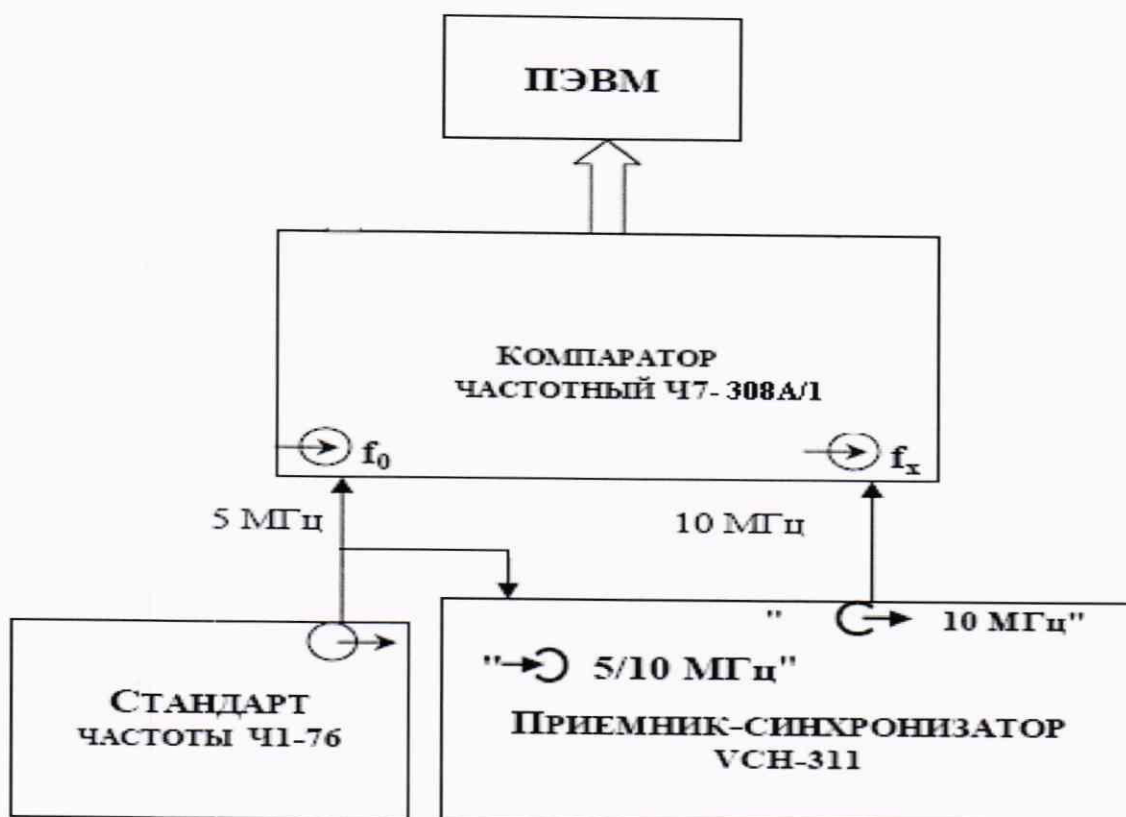 ПЭВМ
КОМПАРАТОР
ЧАСТОТНЫЙ Ч7- 308А/1
f₀
fₓ
5 МГц
10 МГц
" 10 МГц"
" 5/10 МГц"
СТАНДАРТ
ЧАСТОТЫ Ч1-76
ПРИЕМНИК-СИНХРОНИЗАТОР
VCH-311